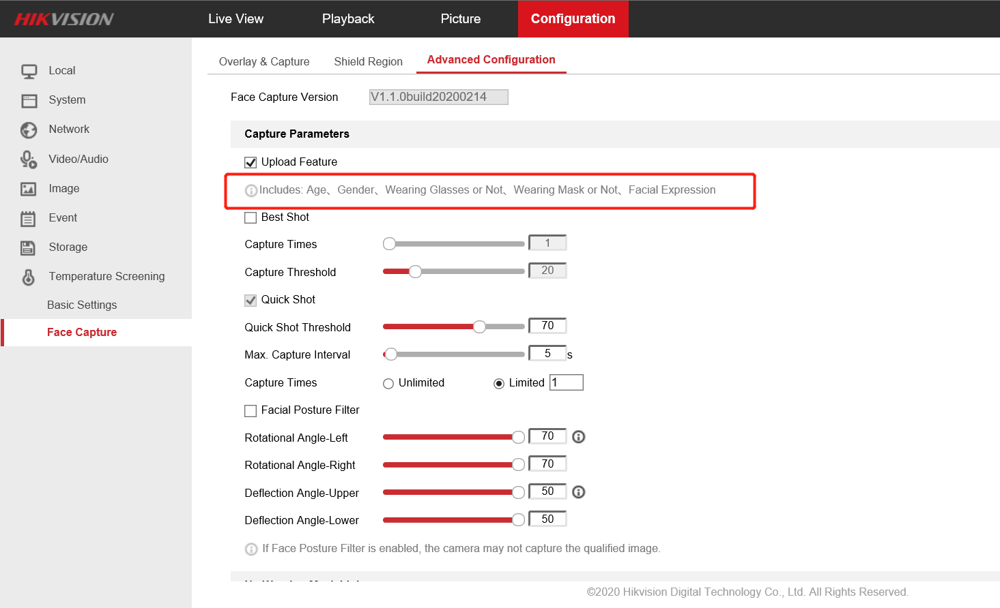 HIKVISION Live View Playback Picture Configuration
Local
System
Network
Video/Audio
Image
Event
Storage
Temperature Screening
Basic Settings
Face Capture
Overlay & Capture Shield Region Advanced Configuration
Face Capture Version V1.1.0build20200214
Capture Parameters
Upload Feature
Includes: Age、Gender、Wearing Glasses or Not、Wearing Mask or Not、Facial Expression
Best Shot
Capture Times 1
Capture Threshold 20
Quick Shot
Quick Shot Threshold 70
Max. Capture Interval 5 s
Capture Times Unlimited Limited 1
Facial Posture Filter
Rotational Angle-Left 70
Rotational Angle-Right 70
Deflection Angle-Upper 50
Deflection Angle-Lower 50
If Face Posture Filter is enabled, the camera may not capture the qualified image.
©2020 Hikvision Digital Technology Co., Ltd. All Rights Reserved.